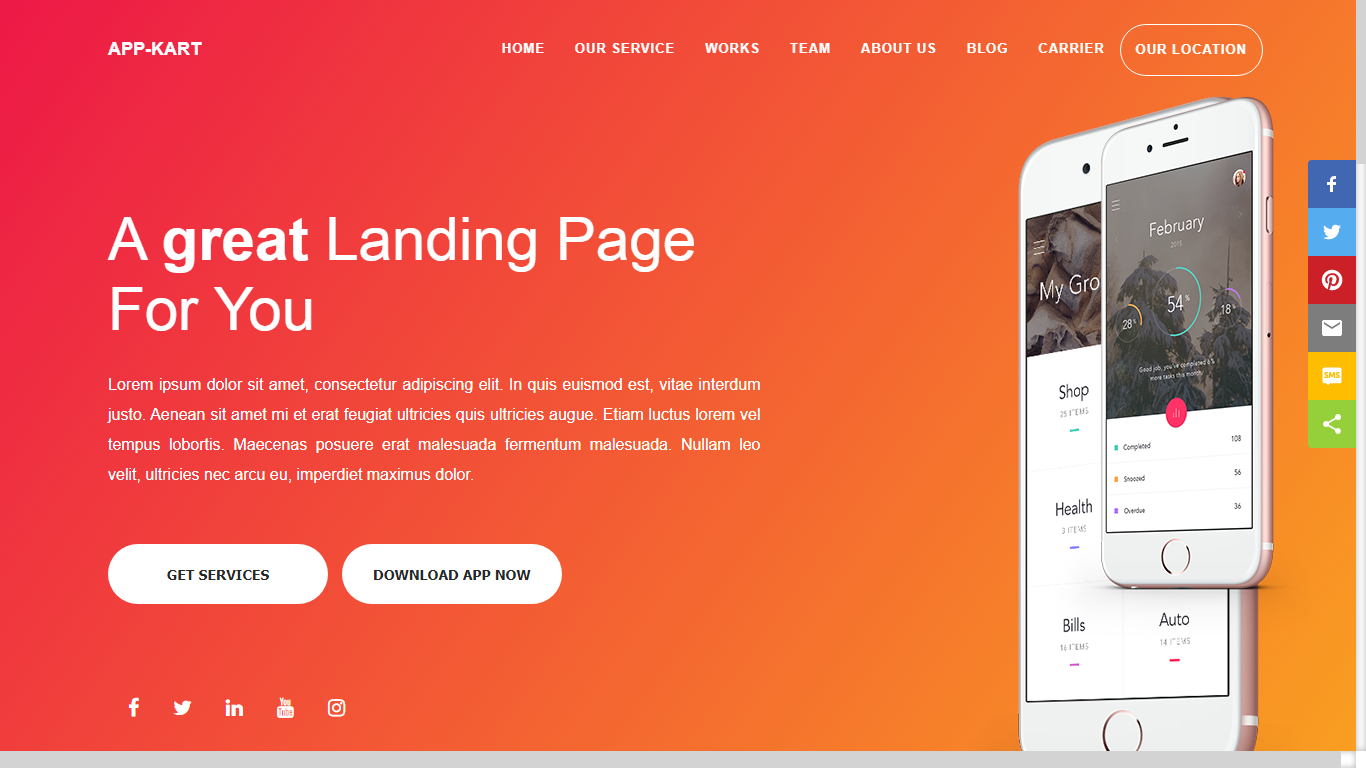 APP-KART
HOME OUR SERVICE WORKS TEAM ABOUT US BLOG CARRIER OUR LOCATION
A great Landing Page
For You
Lorem ipsum dolor sit amet, consectetur adipiscing elit. In quis euismod est, vitae interdum
justo. Aenean sit amet mi et erat feugiat ultricies quis ultricies augue. Etiam luctus lorem vel
tempus lobortis. Maecenas posuere erat malesuada fermentum malesuada. Nullam leo
velit, ultricies nec arcu eu, imperdiet maximus dolor.
GET SERVICES DOWNLOAD APP NOW
You
Tube
My Gro
Shop
25 ITEMS
Health
3 ITEMS
Bills
16 ITEMS
Auto
14 ITEMS
February
2015
28%
54%
18%
Good job, you've completed 6%
more tasks this month
Completed 108
Snoozed 56
Overdue 36
SMS